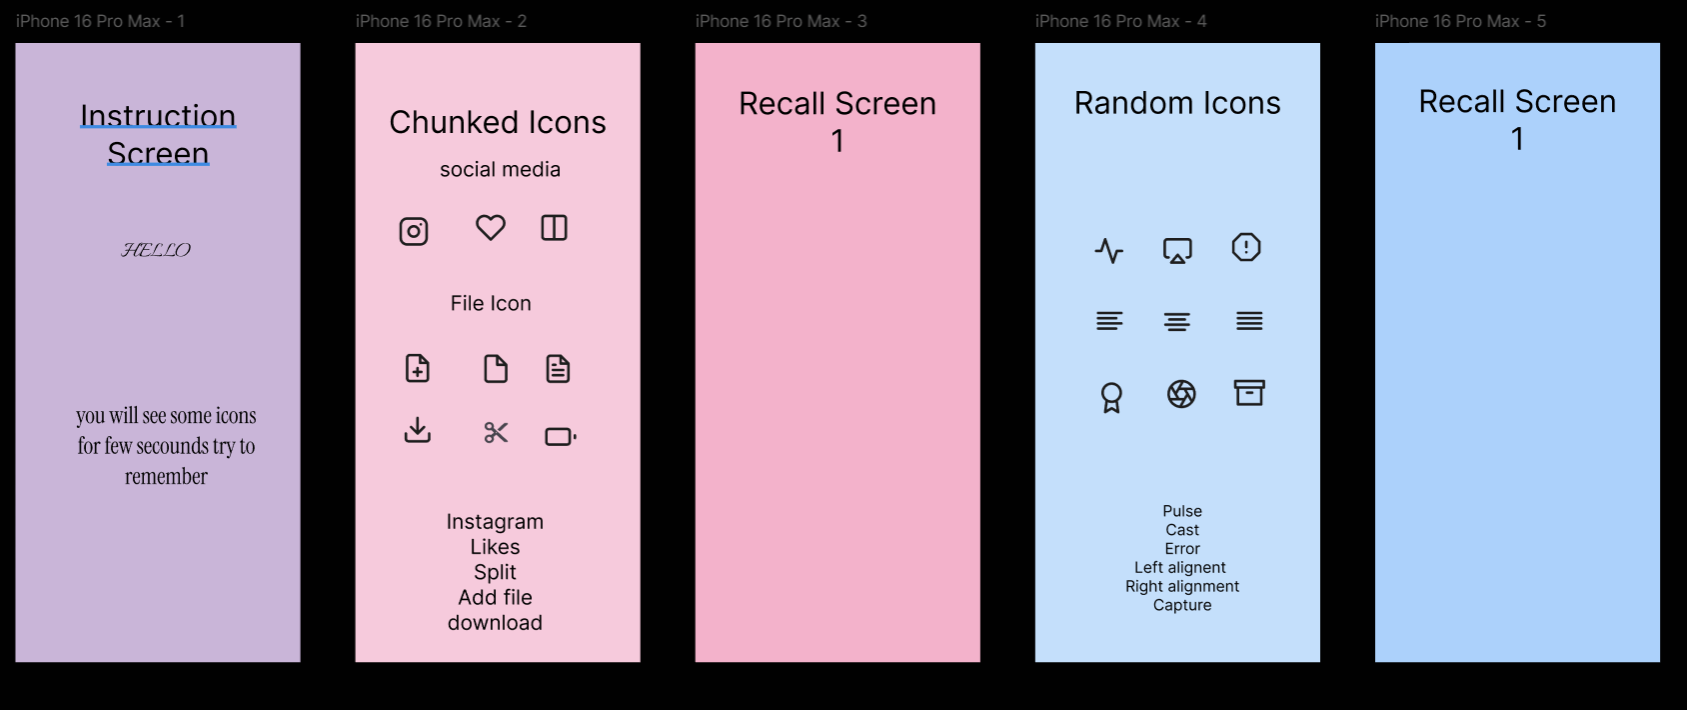 iPhone 16 Pro Max - 1
Instruction
Screen
HELLO
you will see some icons
for few secounds try to
remember
iPhone 16 Pro Max - 2
Chunked Icons
social media
File Icon
Instagram
Likes
Split
Add file
download
iPhone 16 Pro Max - 3
Recall Screen
1
iPhone 16 Pro Max - 4
Random Icons
Pulse
Cast
Error
Left alignent
Right alignment
Capture
iPhone 16 Pro Max - 5
Recall Screen
1